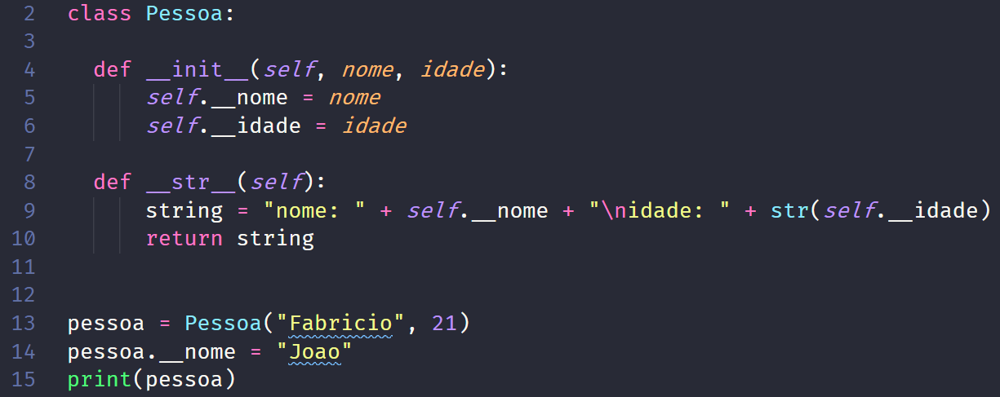 2 class Pessoa:
3
4   def __init__(self, nome, idade):
5       self.__nome = nome
6       self.__idade = idade
7
8   def __str__(self):
9       string = "nome: " + self.__nome + "\nidade: " + str(self.__idade)
10       return string
11
12
13 pessoa = Pessoa("Fabricio", 21)
14 pessoa.__nome = "Joao"
15 print(pessoa)